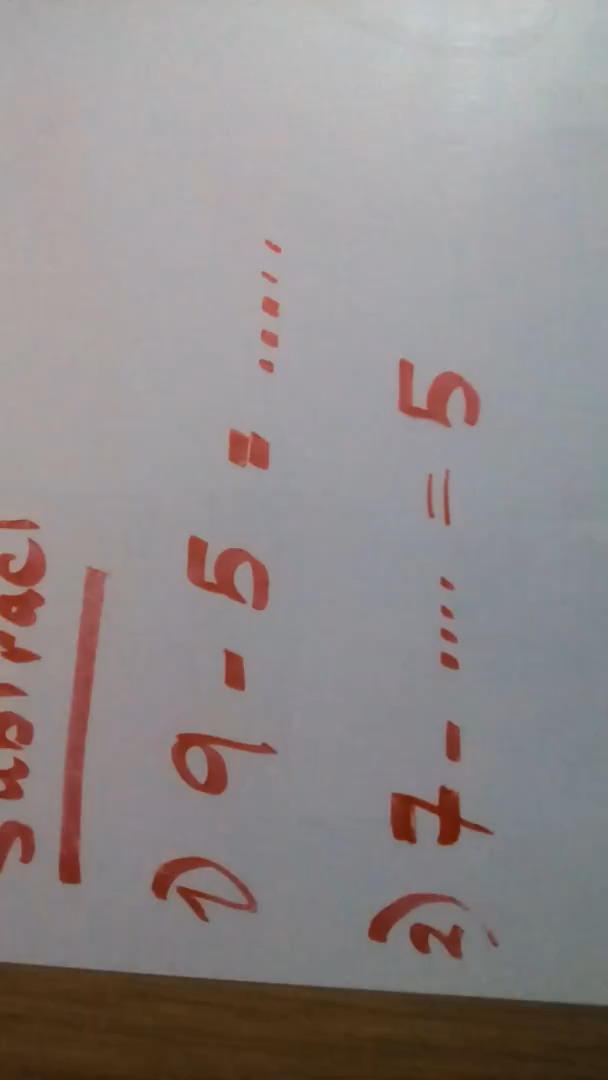 Subtract
1) 9 - 5 = .....
2) 7 - .... = 5